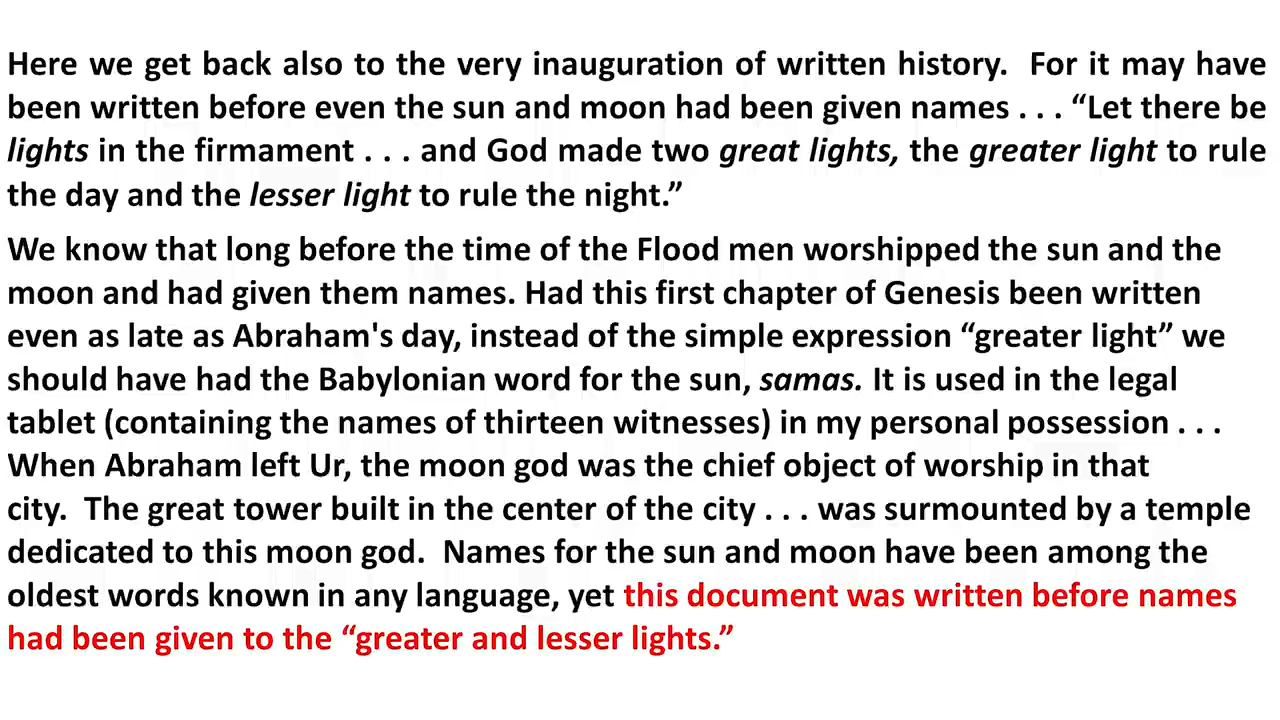 Here we get back also to the very inauguration of written history.  For it may have
been written before even the sun and moon had been given names . . . “Let there be
lights in the firmament . . . and God made two great lights, the greater light to rule
the day and the lesser light to rule the night.”
We know that long before the time of the Flood men worshipped the sun and the
moon and had given them names. Had this first chapter of Genesis been written
even as late as Abraham's day, instead of the simple expression “greater light” we
should have had the Babylonian word for the sun, samas. It is used in the legal
tablet (containing the names of thirteen witnesses) in my personal possession . . .
When Abraham left Ur, the moon god was the chief object of worship in that
city.  The great tower built in the center of the city . . . was surmounted by a temple
dedicated to this moon god.  Names for the sun and moon have been among the
oldest words known in any language, yet this document was written before names
had been given to the “greater and lesser lights.”